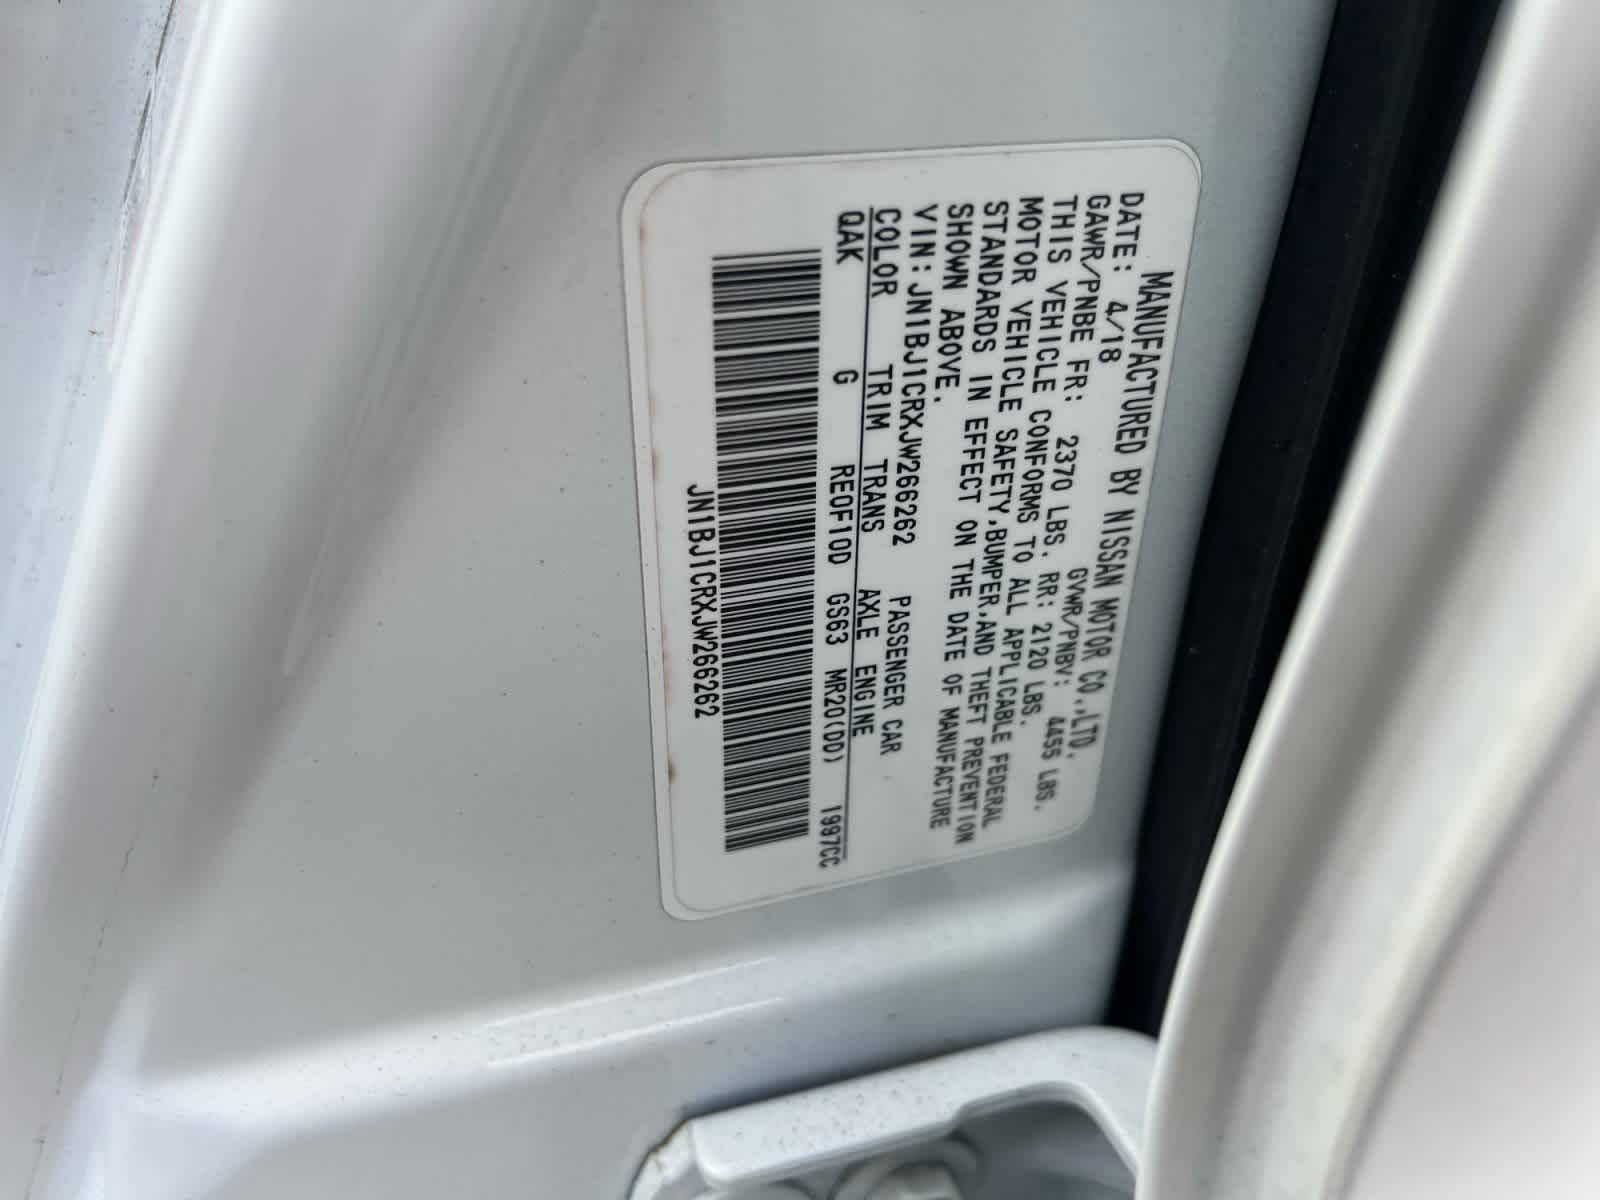 MANUFACTURED BY NISSAN MOTOR CO.,LTD.
DATE: 4/18 GVWR/PNBV: 4455 LBS.
GAWR/PNBE FR: 2370 LBS. RR: 2120 LBS.
THIS VEHICLE CONFORMS TO ALL APPLICABLE FEDERAL
MOTOR VEHICLE SAFETY,BUMPER,AND THEFT PREVENTION
STANDARDS IN EFFECT ON THE DATE OF MANUFACTURE
SHOWN ABOVE.
VIN:JN1BJ1CRXJW266262 PASSENGER CAR
COLOR TRIM TRANS AXLE ENGINE
QAK G RE0F10D GS63 MR20(DD) 1997CC
JN1BJ1CRXJW266262